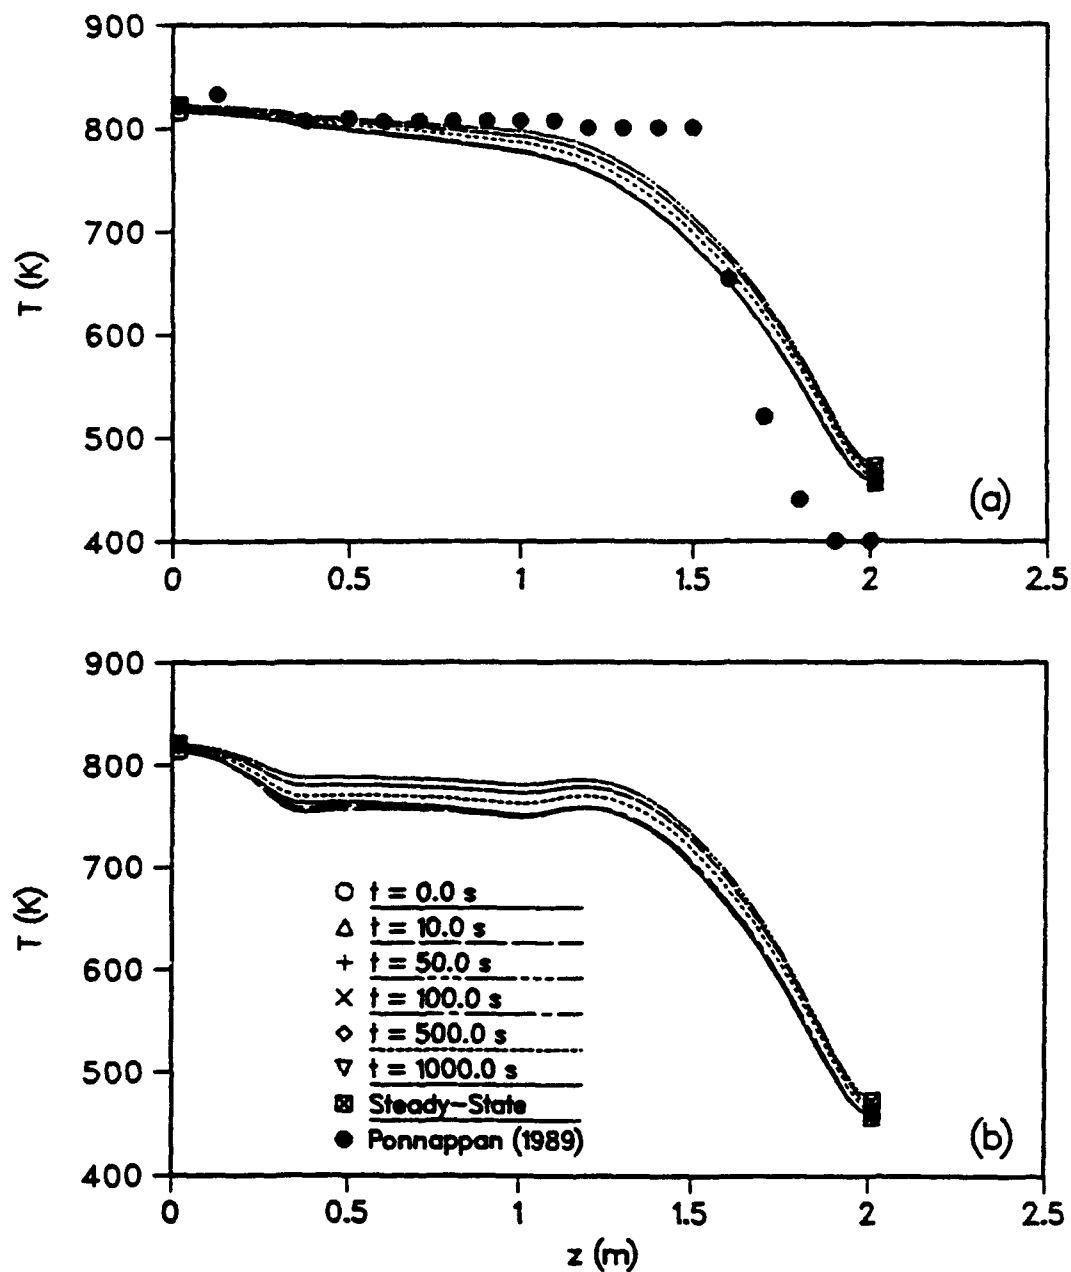 900
800
700
600
500
400
T (K)
0
0.5
1
1.5
2
2.5
(a)
900
800
700
600
500
400
T (K)
t = 0.0 s
t = 10.0 s
t = 50.0 s
t = 100.0 s
t = 500.0 s
t = 1000.0 s
Steady-State
Ponnappan (1989)
(b)
0
0.5
1
1.5
2
2.5
z (m)